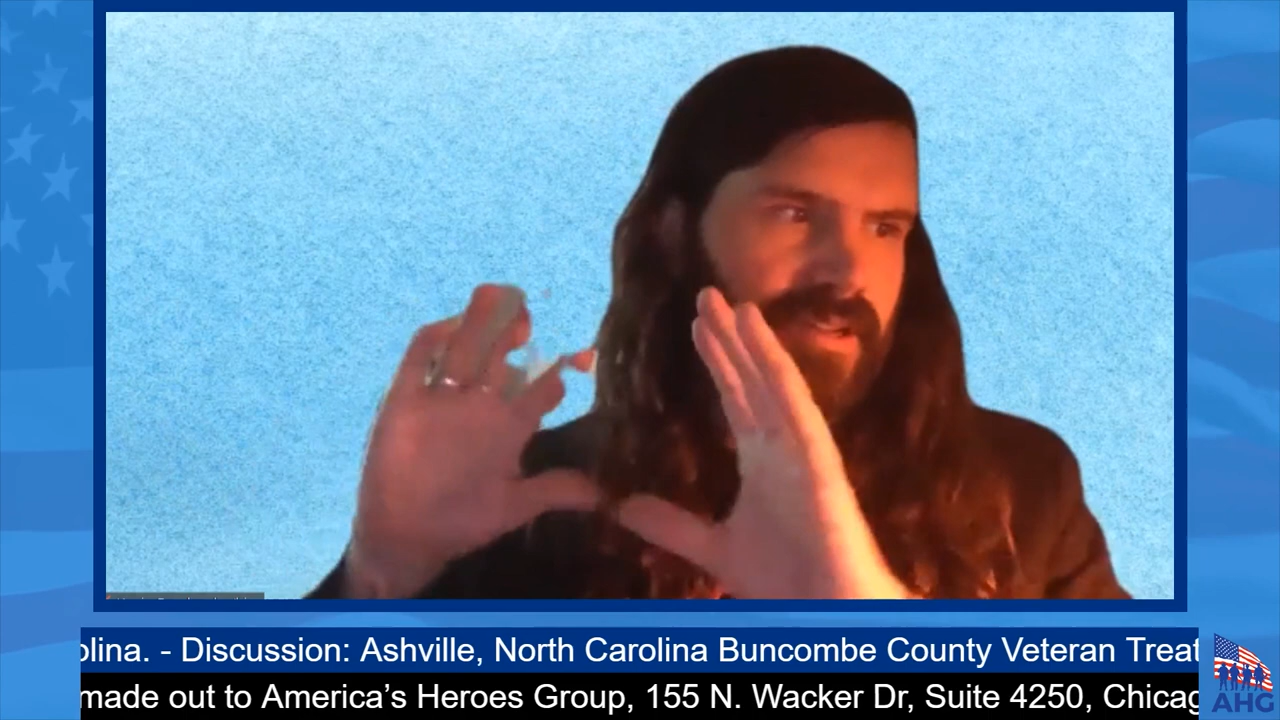 olina. - Discussion: Ashville, North Carolina Buncombe County Veteran Treat
made out to America’s Heroes Group, 155 N. Wacker Dr, Suite 4250, Chicag
AHG